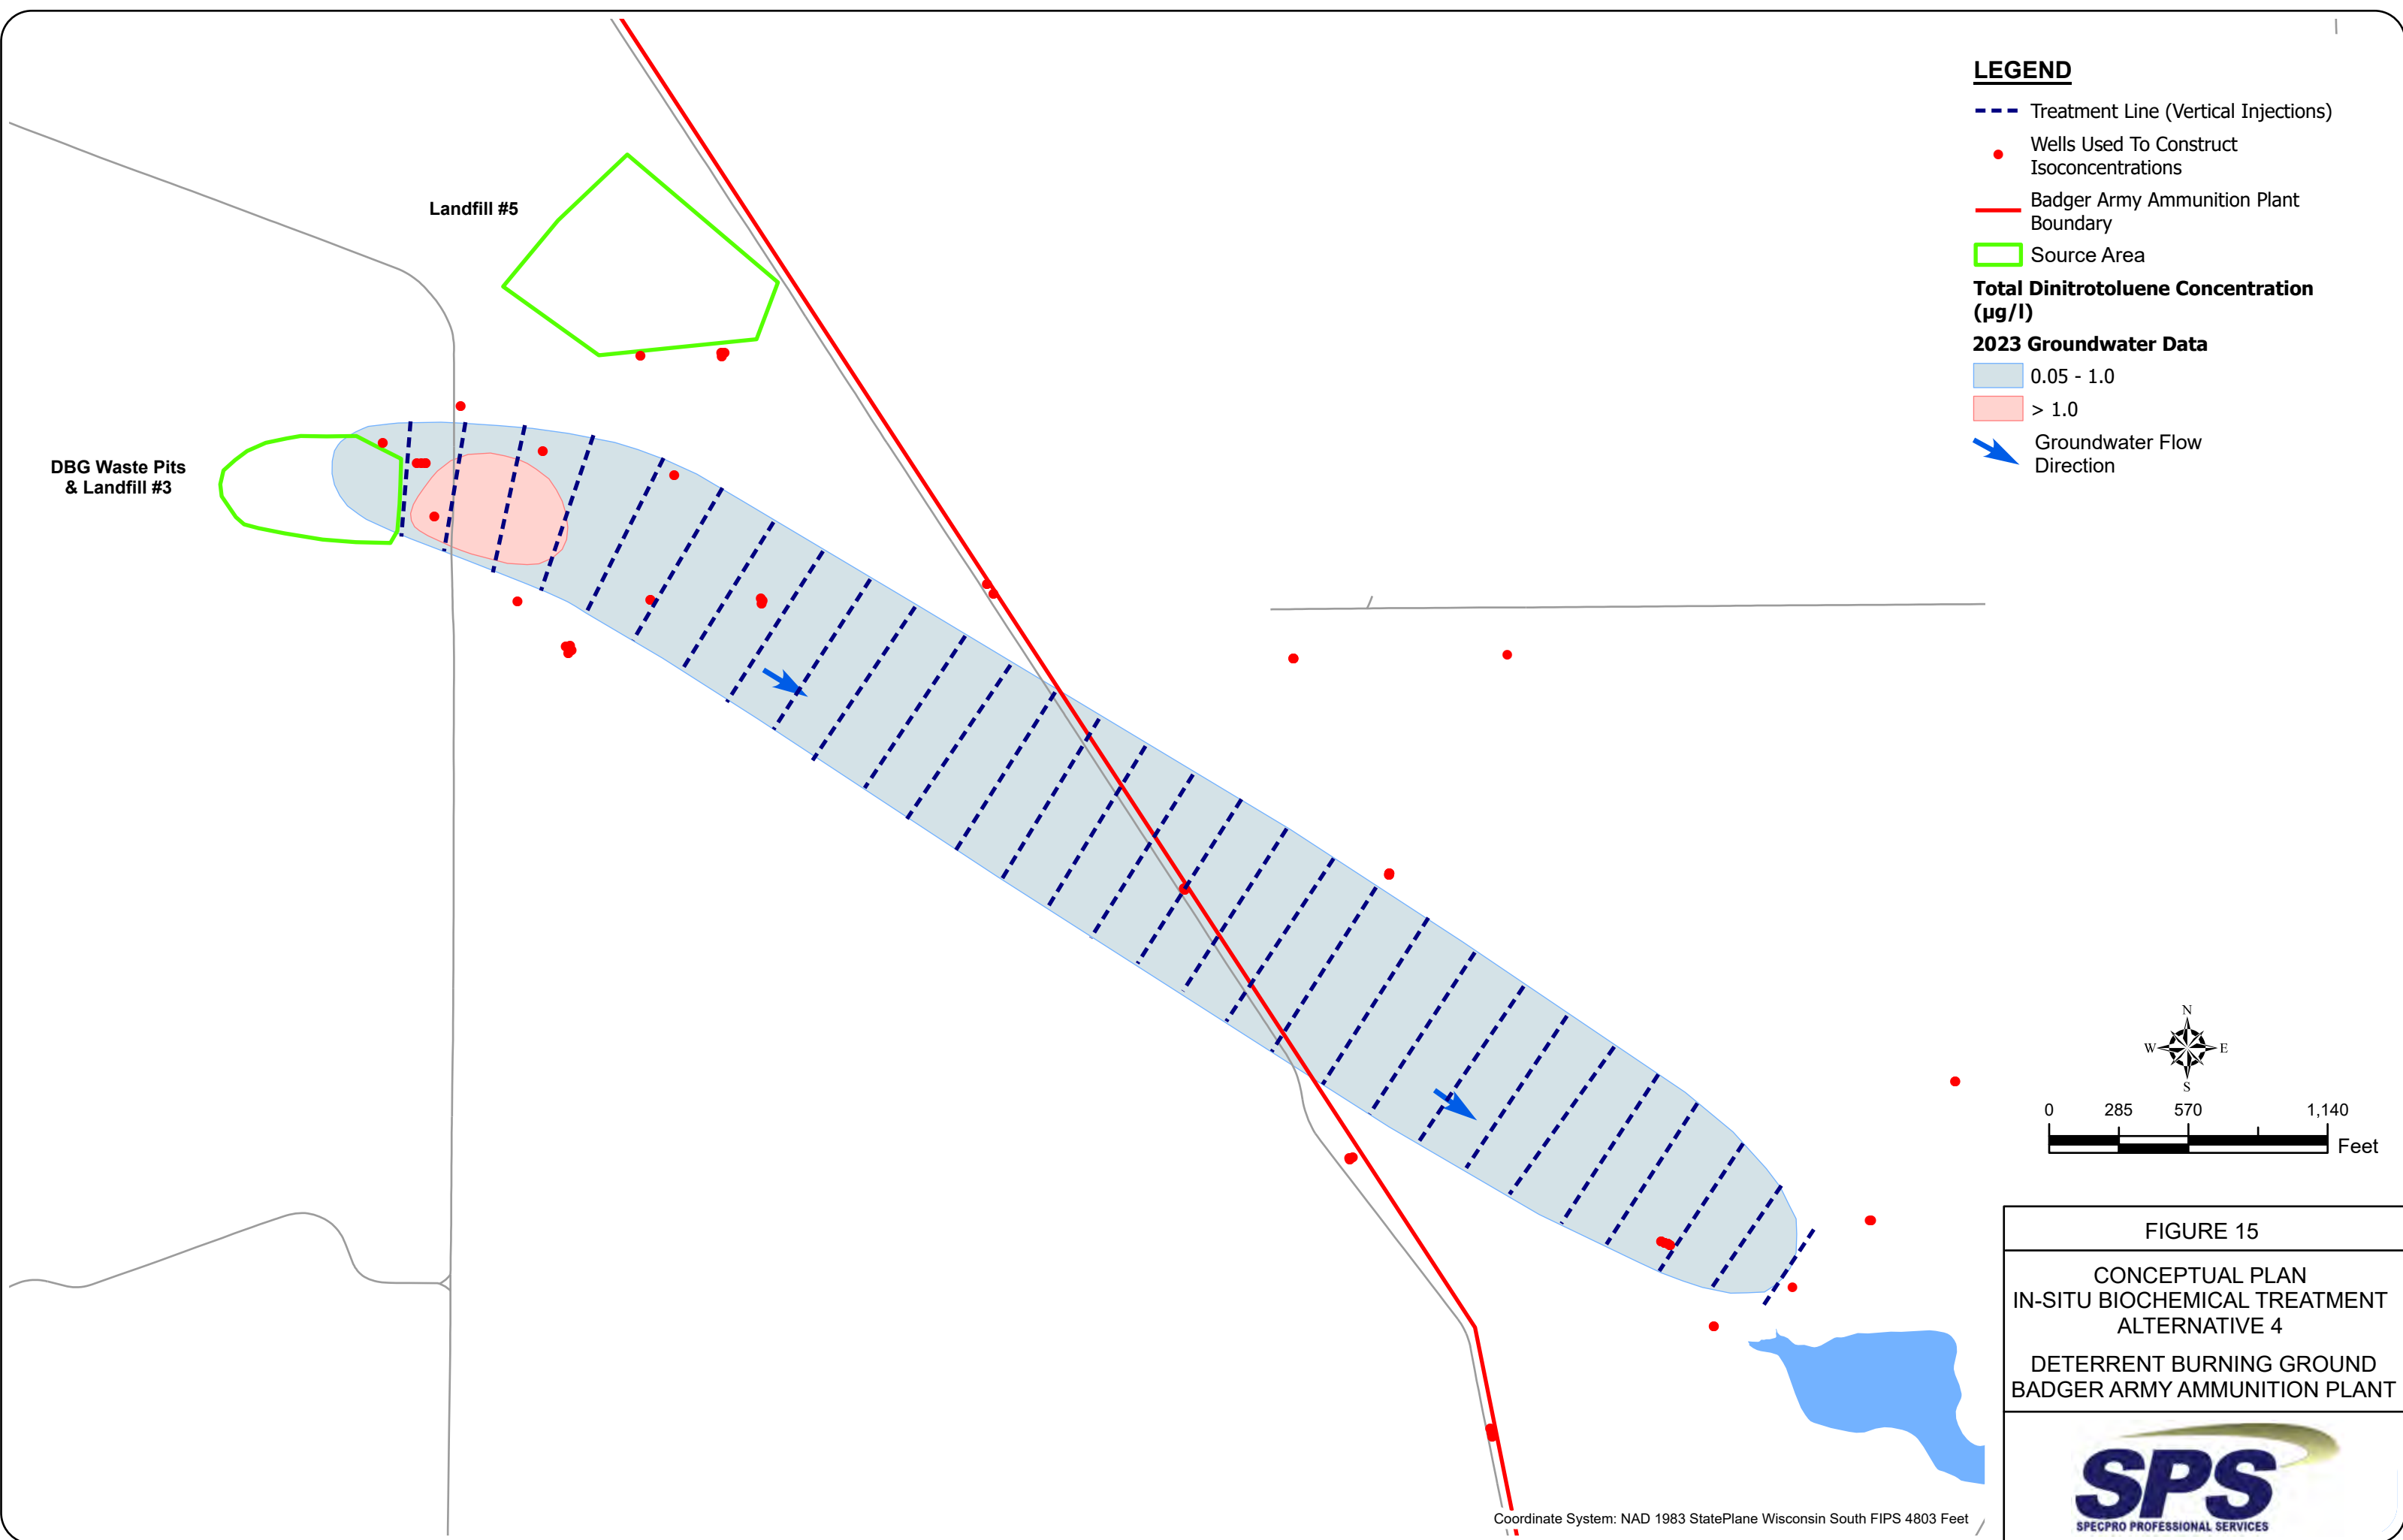 Landfill #5
DBG Waste Pits
& Landfill #3
LEGEND
Treatment Line (Vertical Injections)
Wells Used To Construct
Isoconcentrations
Badger Army Ammunition Plant
Boundary
Source Area
Total Dinitrotoluene Concentration
(µg/l)
2023 Groundwater Data
0.05 - 1.0
> 1.0
Groundwater Flow
Direction
N
W E
S
0 285 570 1,140
Feet
FIGURE 15
CONCEPTUAL PLAN
IN-SITU BIOCHEMICAL TREATMENT
ALTERNATIVE 4
DETERRENT BURNING GROUND
BADGER ARMY AMMUNITION PLANT
SPS
SPECPRO PROFESSIONAL SERVICES
Coordinate System: NAD 1983 StatePlane Wisconsin South FIPS 4803 Feet